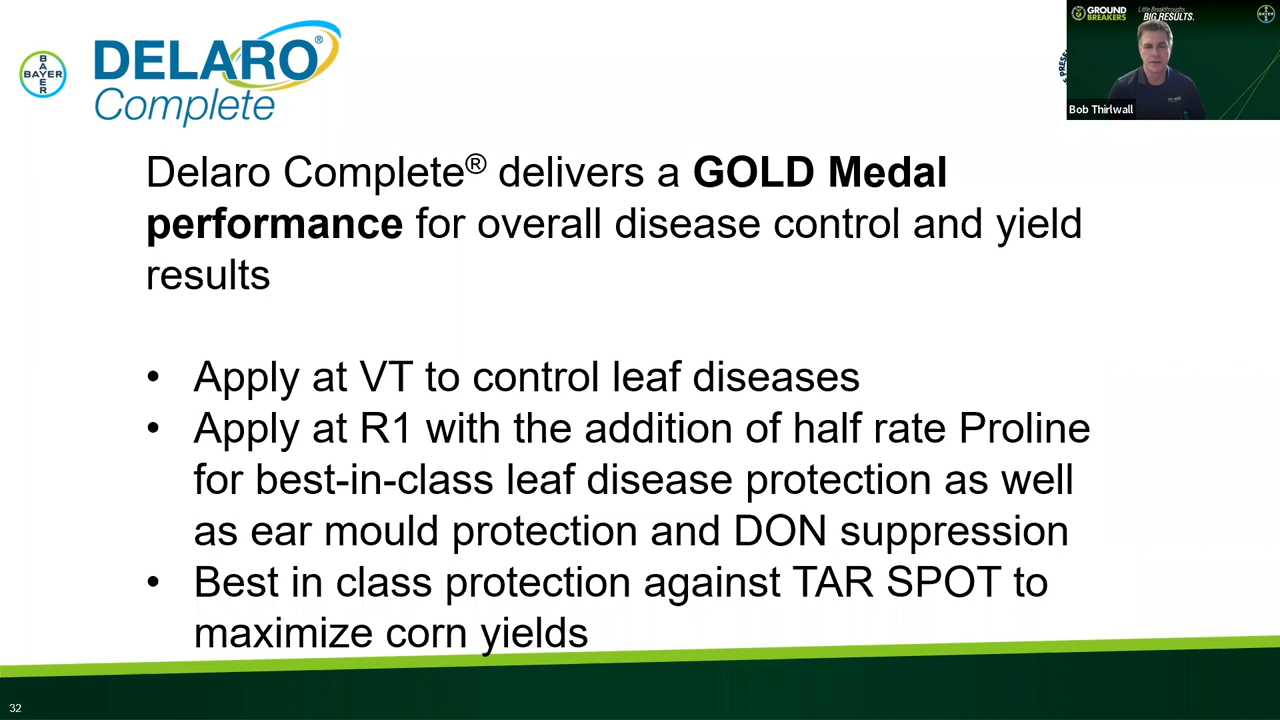 BAYER
BAYER
DELARO®
Complete
GROUND
BREAKERS
Little Breakthroughs
BIG RESULTS.
BAYER
Bob Thirlwall
Delaro Complete® delivers a GOLD Medal
performance for overall disease control and yield
results
• Apply at VT to control leaf diseases
• Apply at R1 with the addition of half rate Proline
for best-in-class leaf disease protection as well
as ear mould protection and DON suppression
• Best in class protection against TAR SPOT to
maximize corn yields
32